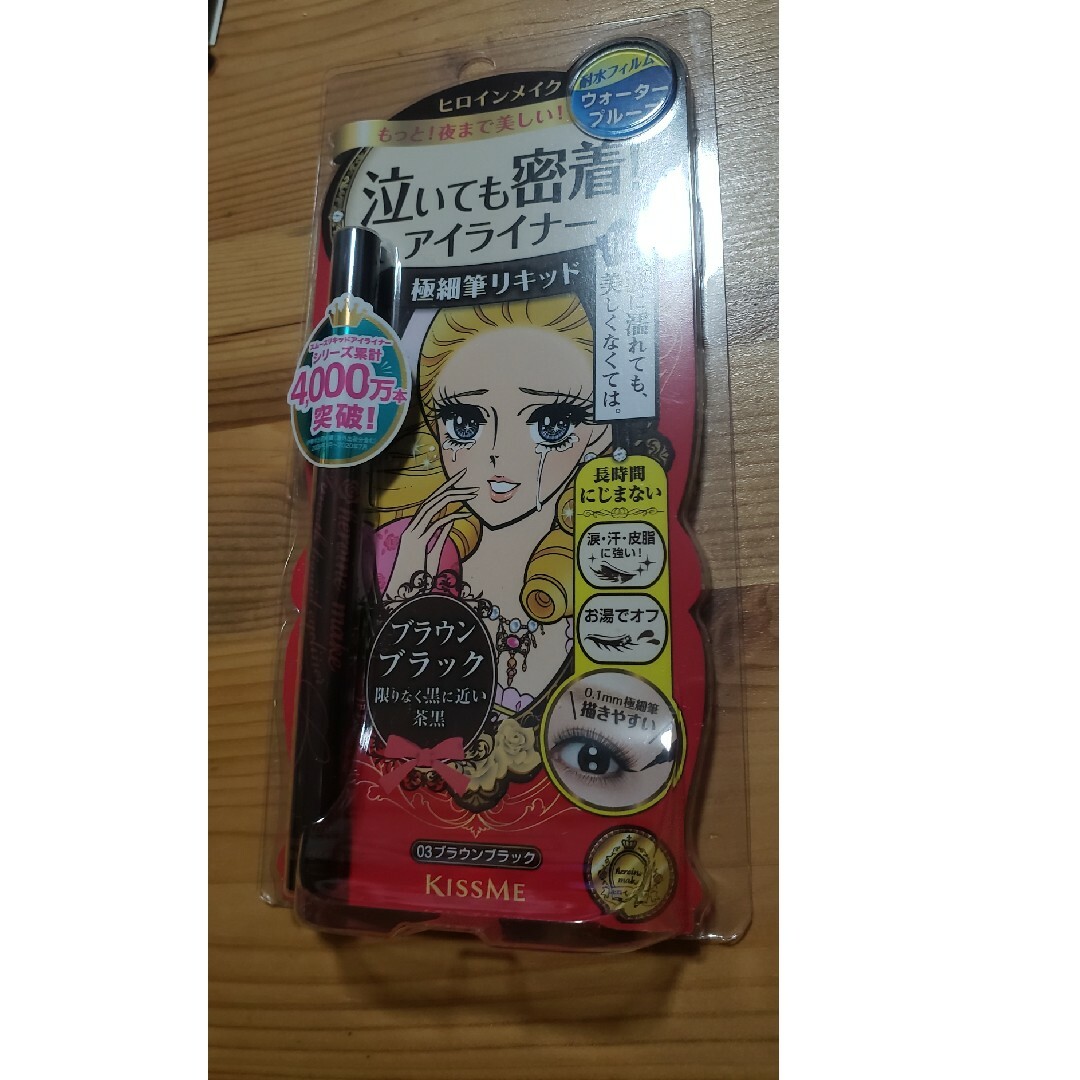 ヒロインメイク
耐水フィルム
ウォーター
プルーフ
もっと!夜まで美しい!
泣いても密着!
アイライナー
極細筆リキッド
に濡れても、
美しくなくては。
シリーズ累計
4,000万本
突破!
長時間
にじまない
涙・汗・皮脂
に強い!
お湯でオフ
0.1mm極細筆
描きやすい
ブラウン
ブラック
限りなく黒に近い
茶黒
03ブラウンブラック
KISSME
Heroine
make